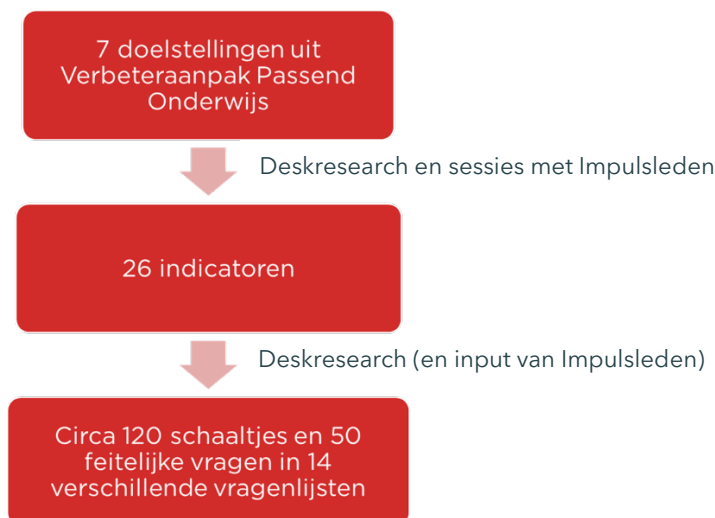 7 doelstellingen uit
Verbeteraanpak Passend
Onderwijs
Deskresearch en sessies met Impulsleden
26 indicatoren
Deskresearch (en input van Impulsleden)
Circa 120 schaaltjes en 50
feitelijke vragen in 14
verschillende vragenlijsten